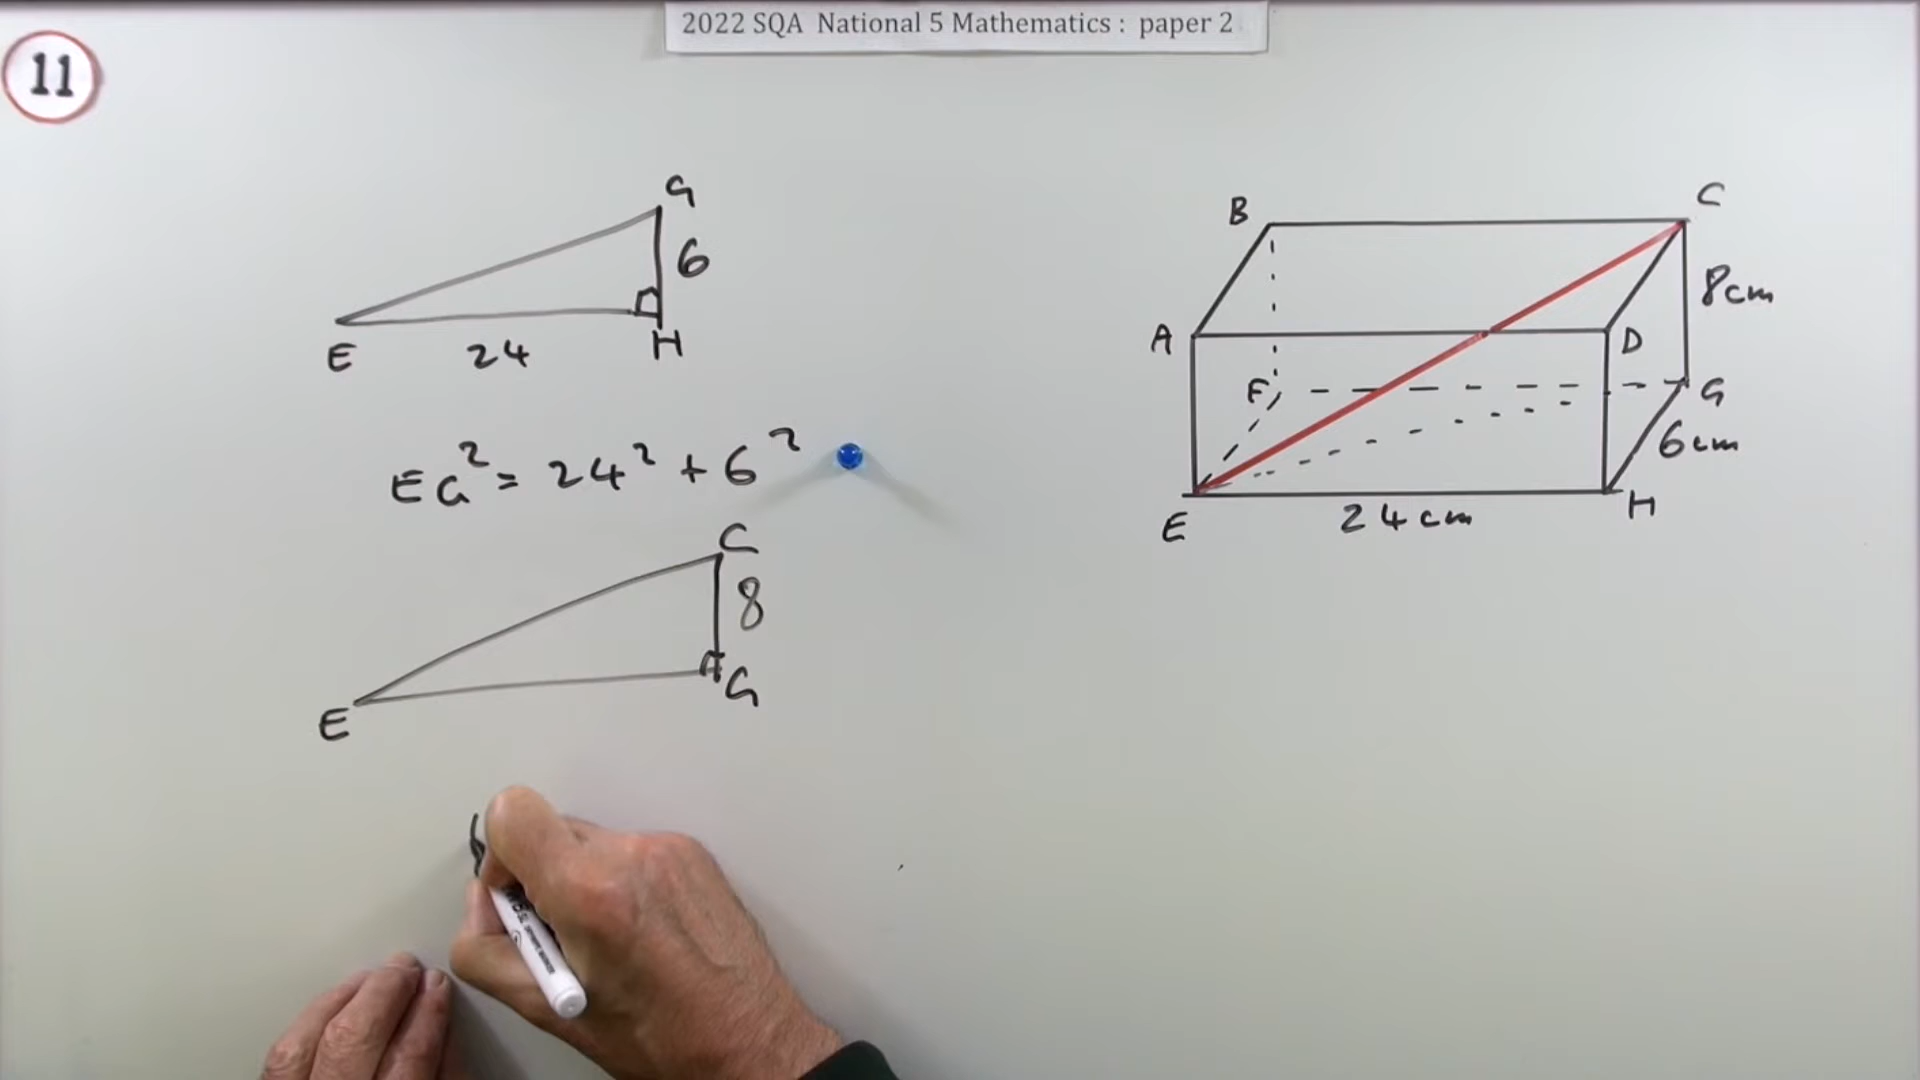 2022 SQA National 5 Mathematics : paper 2
11
G
6
E
24
H
EG² = 24² + 6²
C
8
G
E
B
C
8cm
A
D
F
G
6cm
E
24cm
H